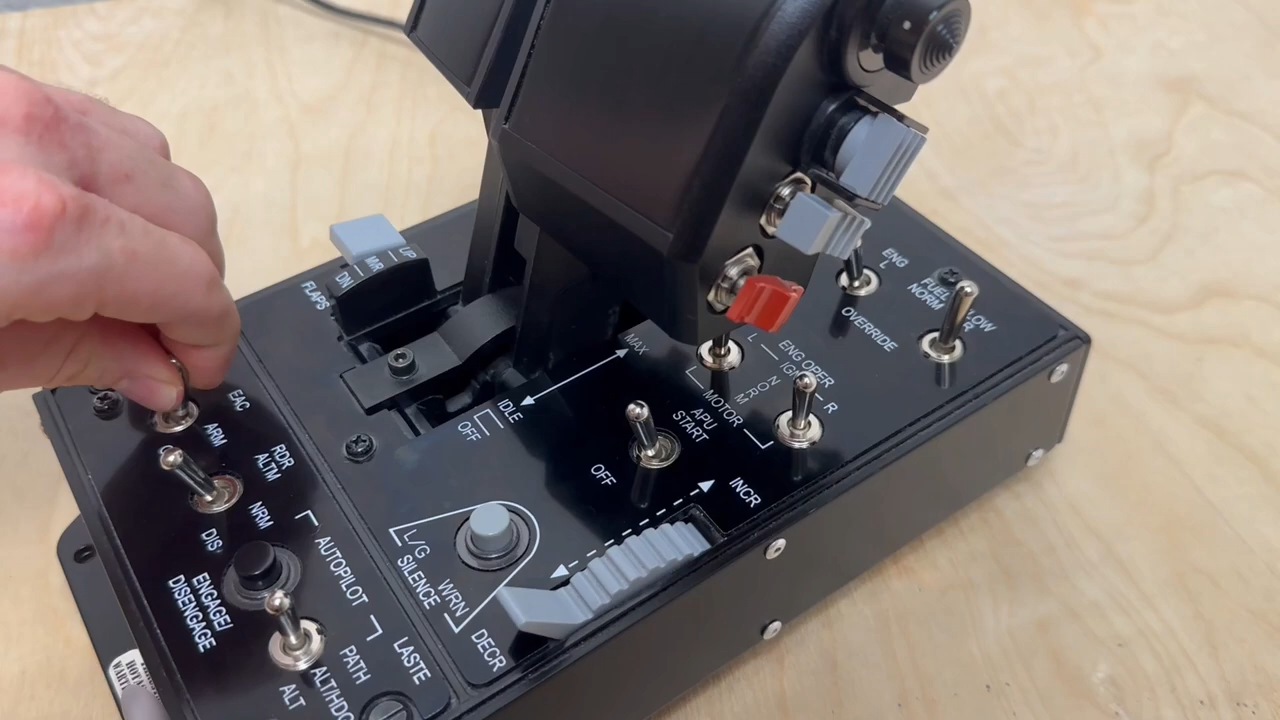 UP
MR
DN
FLAPS
MAX
IDLE
OFF
ENG
L
FUEL FLOW
NORM
OVERRIDE
L
R
ENG OPER
IGN
NORM
MOTOR
APU
START
OFF
INCR
DECR
L/G
WRN
SILENCE
EAC
ARM
RDR
ALTM
NRM
DIS
AUTOPILOT
ENGAGE/
DISENGAGE
LASTE
PATH
ALT/HDG
ALT